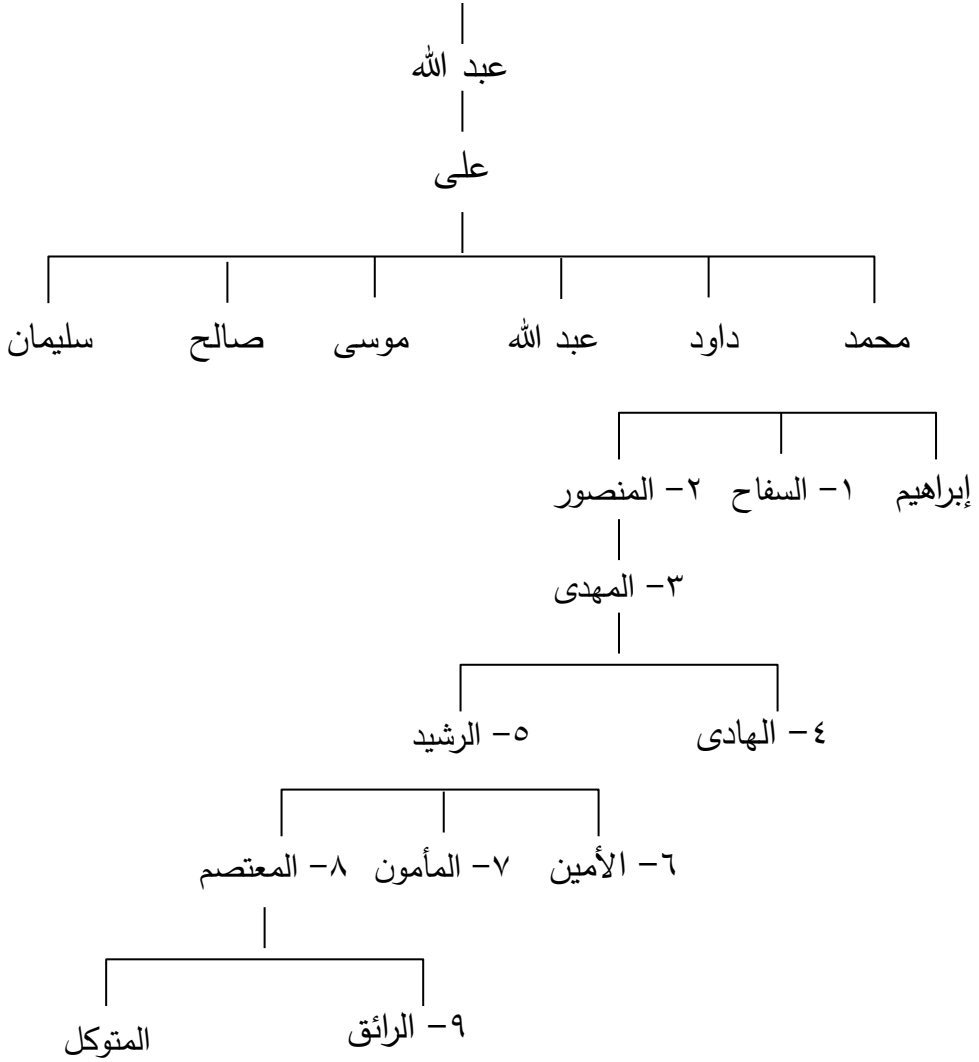 عبد الله
على
محمد داود عبد الله موسى صالح سليمان
إبراهيم ١- السفاح ٢- المنصور
٣- المهدى
٤- الهادى ٥- الرشيد
٦- الأمين ٧- المأمون ٨- المعتصم
٩- الرائق المتوكل